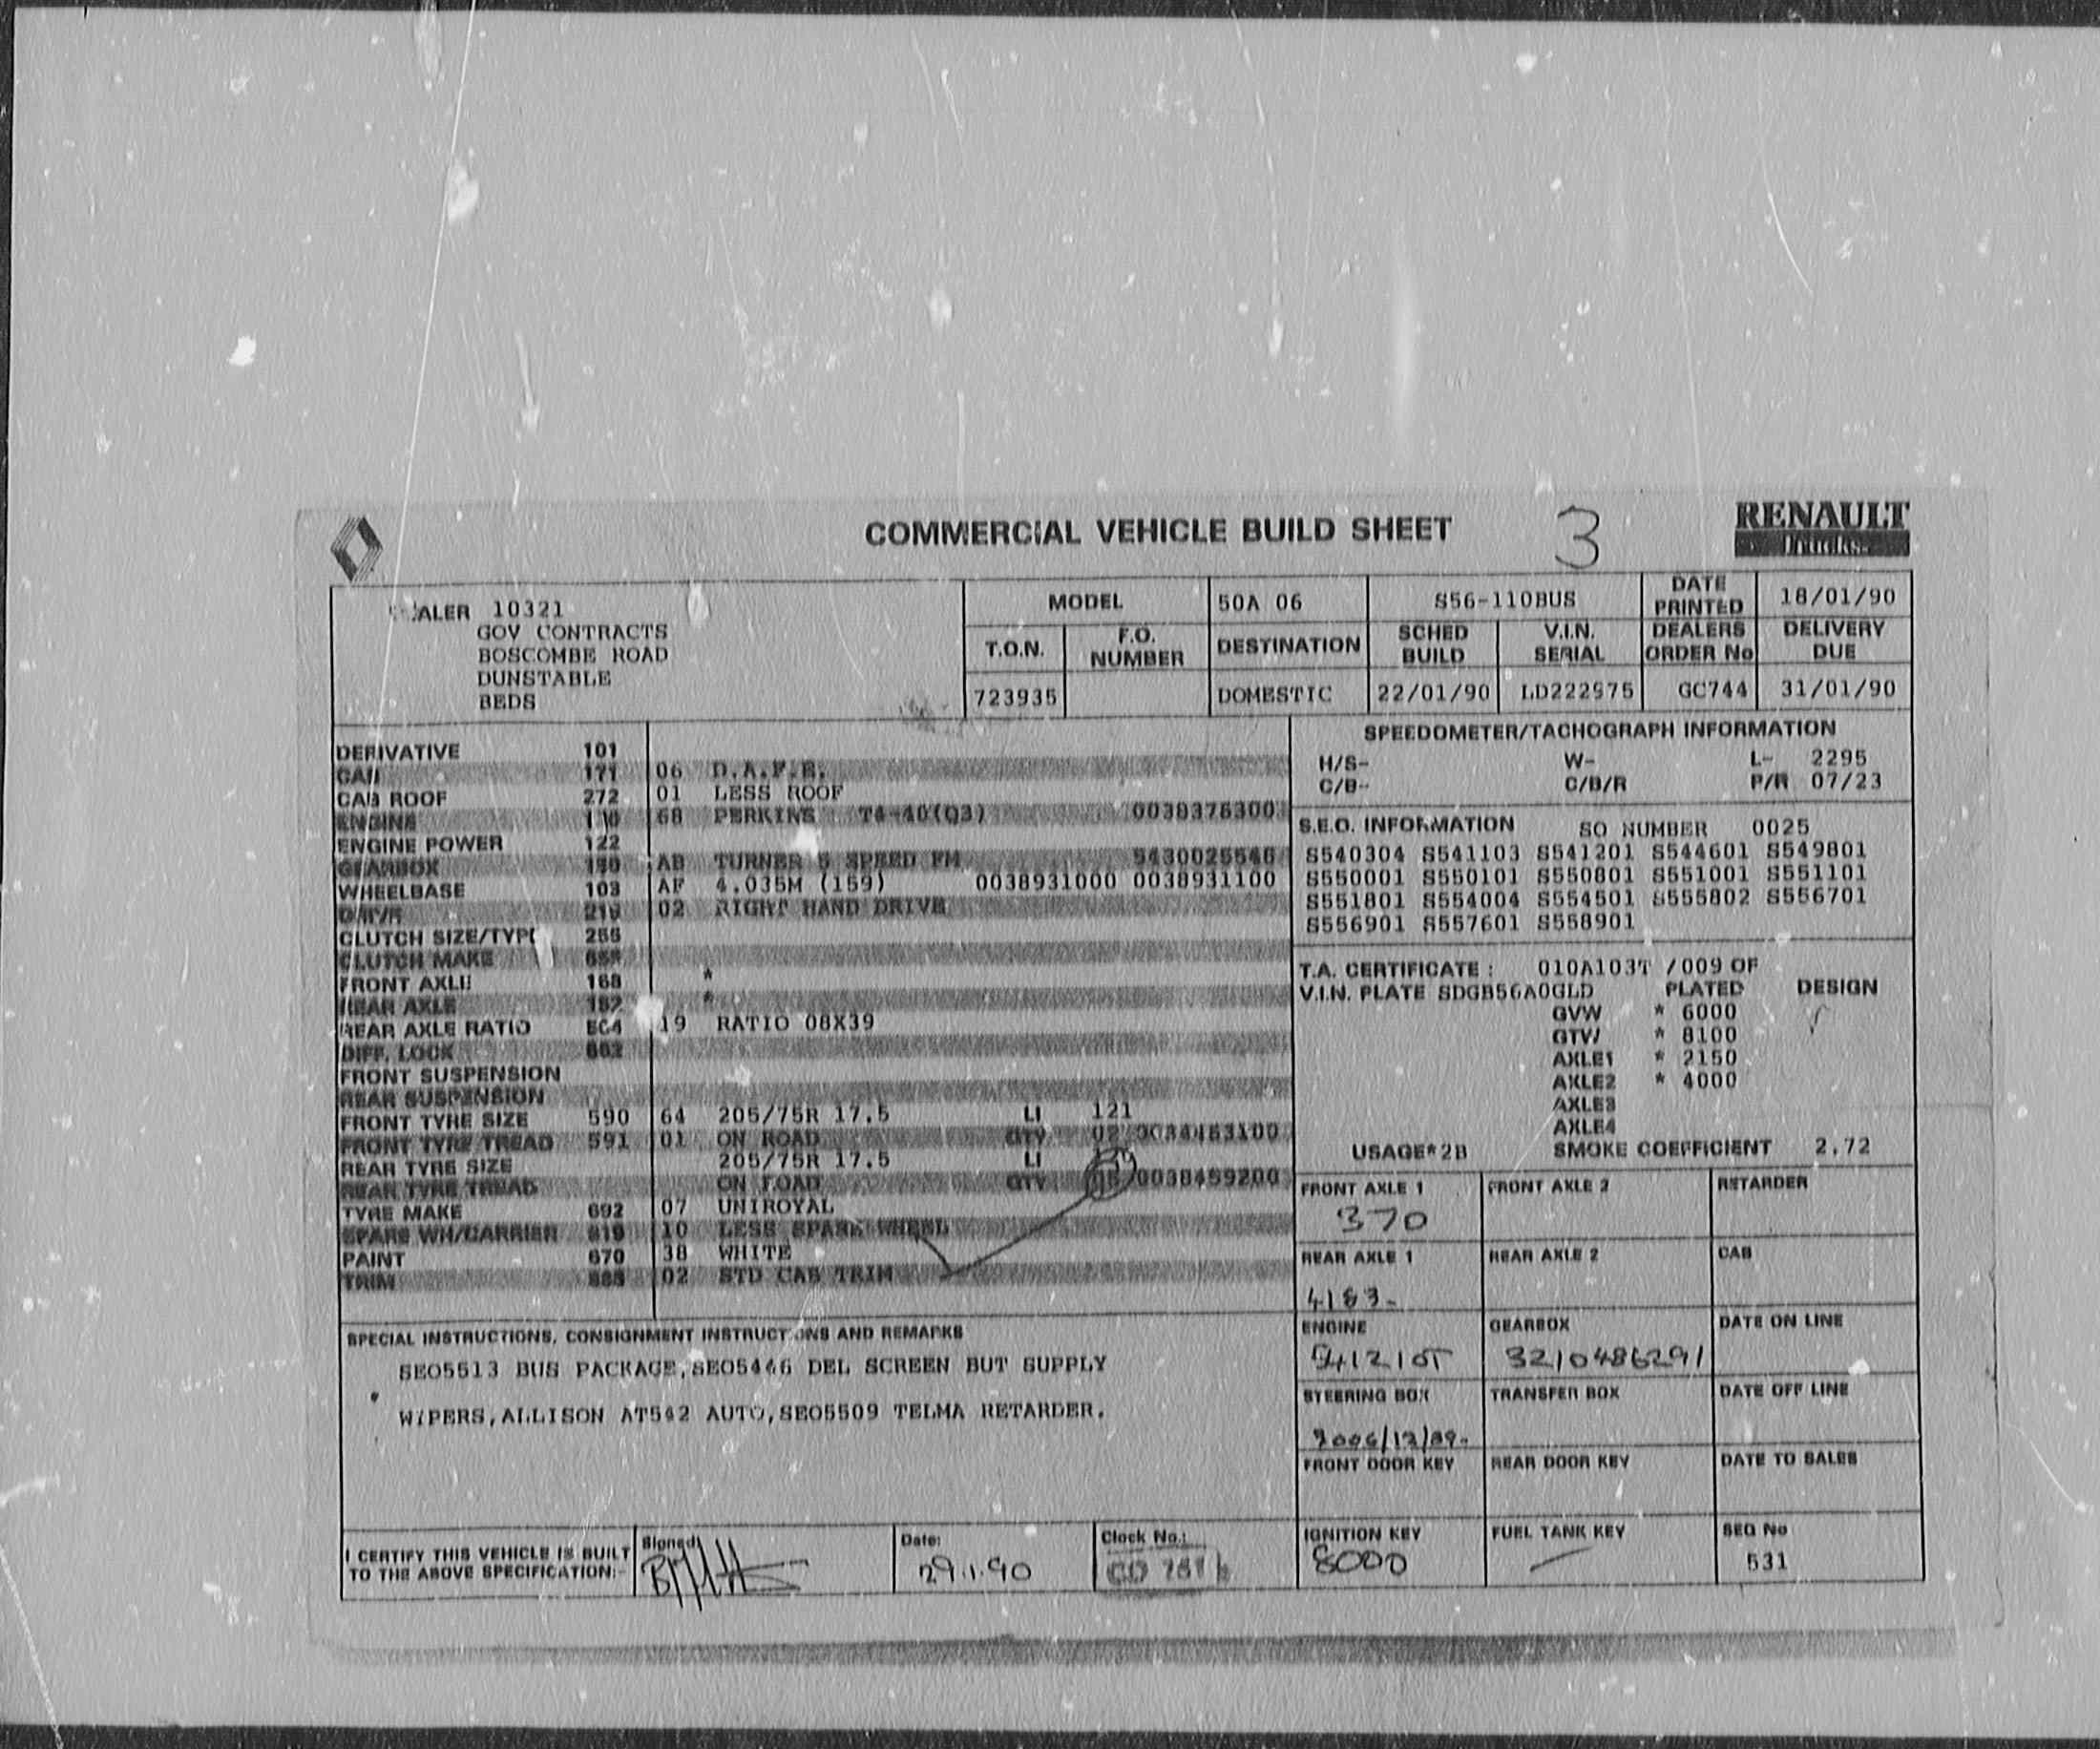 COMMERCIAL VEHICLE BUILD SHEET 3 RENAULT
Trucks
ALER 10321
GOV CONTRACTS
BOSCOMBE ROAD
DUNSTABLE
BEDS
MODEL 50A 06 S56-110BUS DATE PRINTED 18/01/90
T.O.N. F.O. NUMBER DESTINATION SCHED BUILD V.I.N. SERIAL DEALERS ORDER No DELIVERY DUE
723935 DOMESTIC 22/01/90 LD222975 GC744 31/01/90
DERIVATIVE 101
CAB 171 06 D.A.F.E.
CAB ROOF 272 01 LESS ROOF
ENGINE 110 68 PERKINS T4-40(Q3) 0038376300
ENGINE POWER 122
GEARBOX 150 AB TURNER 5 SPEED FM 5430025546
WHEELBASE 103 AF 4.035M (159) 0038931000 0038931100
02 RIGHT HAND DRIVE
CLUTCH SIZE/TYPE 255
CLUTCH MAKE
FRONT AXLE 168 *
REAR AXLE 182 *
REAR AXLE RATIO 19 RATIO 08X39
DIFF. LOCK 662
FRONT SUSPENSION
REAR SUSPENSION
FRONT TYRE SIZE 590 64 205/75R 17.5 LI 121
FRONT TYRE TREAD 591 01 ON ROAD QTY 02 0038453100
REAR TYRE SIZE 205/75R 17.5 LI
REAR TYRE TREAD ON ROAD QTY 0038459200
TYRE MAKE 692 07 UNIROYAL
SPARE WH/CARRIER 619 10 LESS SPARE WHEEL
PAINT 670 38 WHITE
TRIM 02 STD CAB TRIM
SPECIAL INSTRUCTIONS, CONSIGNMENT INSTRUCTIONS AND REMARKS
SEO5513 BUS PACKAGE,SEO5446 DEL SCREEN BUT SUPPLY
WIPERS,ALLISON AT542 AUTO,SEO5509 TELMA RETARDER.
I CERTIFY THIS VEHICLE IS BUILT
TO THE ABOVE SPECIFICATION:-
Signed:
Date: 29.1.90
Clock No.:
SPEEDOMETER/TACHOGRAPH INFORMATION
H/S- W- L- 2295
C/B- C/B/R P/R 07/23
S.E.O. INFORMATION SO NUMBER 0025
S540304 S541103 S541201 S544601 S549801
S550001 S550101 S550801 S551001 S551101
S551801 S554004 S554501 S555802 S556701
S556901 S557601 S558901
T.A. CERTIFICATE : 010A103T /009 OF
V.I.N. PLATE SDGB56A0GLD PLATED DESIGN
GVW * 6000
GTW * 8100
AXLE1 * 2150
AXLE2 * 4000
AXLE3
AXLE4
USAGE*2B SMOKE COEFFICIENT 2.72
FRONT AXLE 1 FRONT AXLE 2 RETARDER
370
REAR AXLE 1 REAR AXLE 2 CAB
4183-
ENGINE GEARBOX DATE ON LINE
3210486291
STEERING BOX TRANSFER BOX DATE OFF LINE
FRONT DOOR KEY REAR DOOR KEY DATE TO SALES
IGNITION KEY FUEL TANK KEY SEQ No
8000 — 531